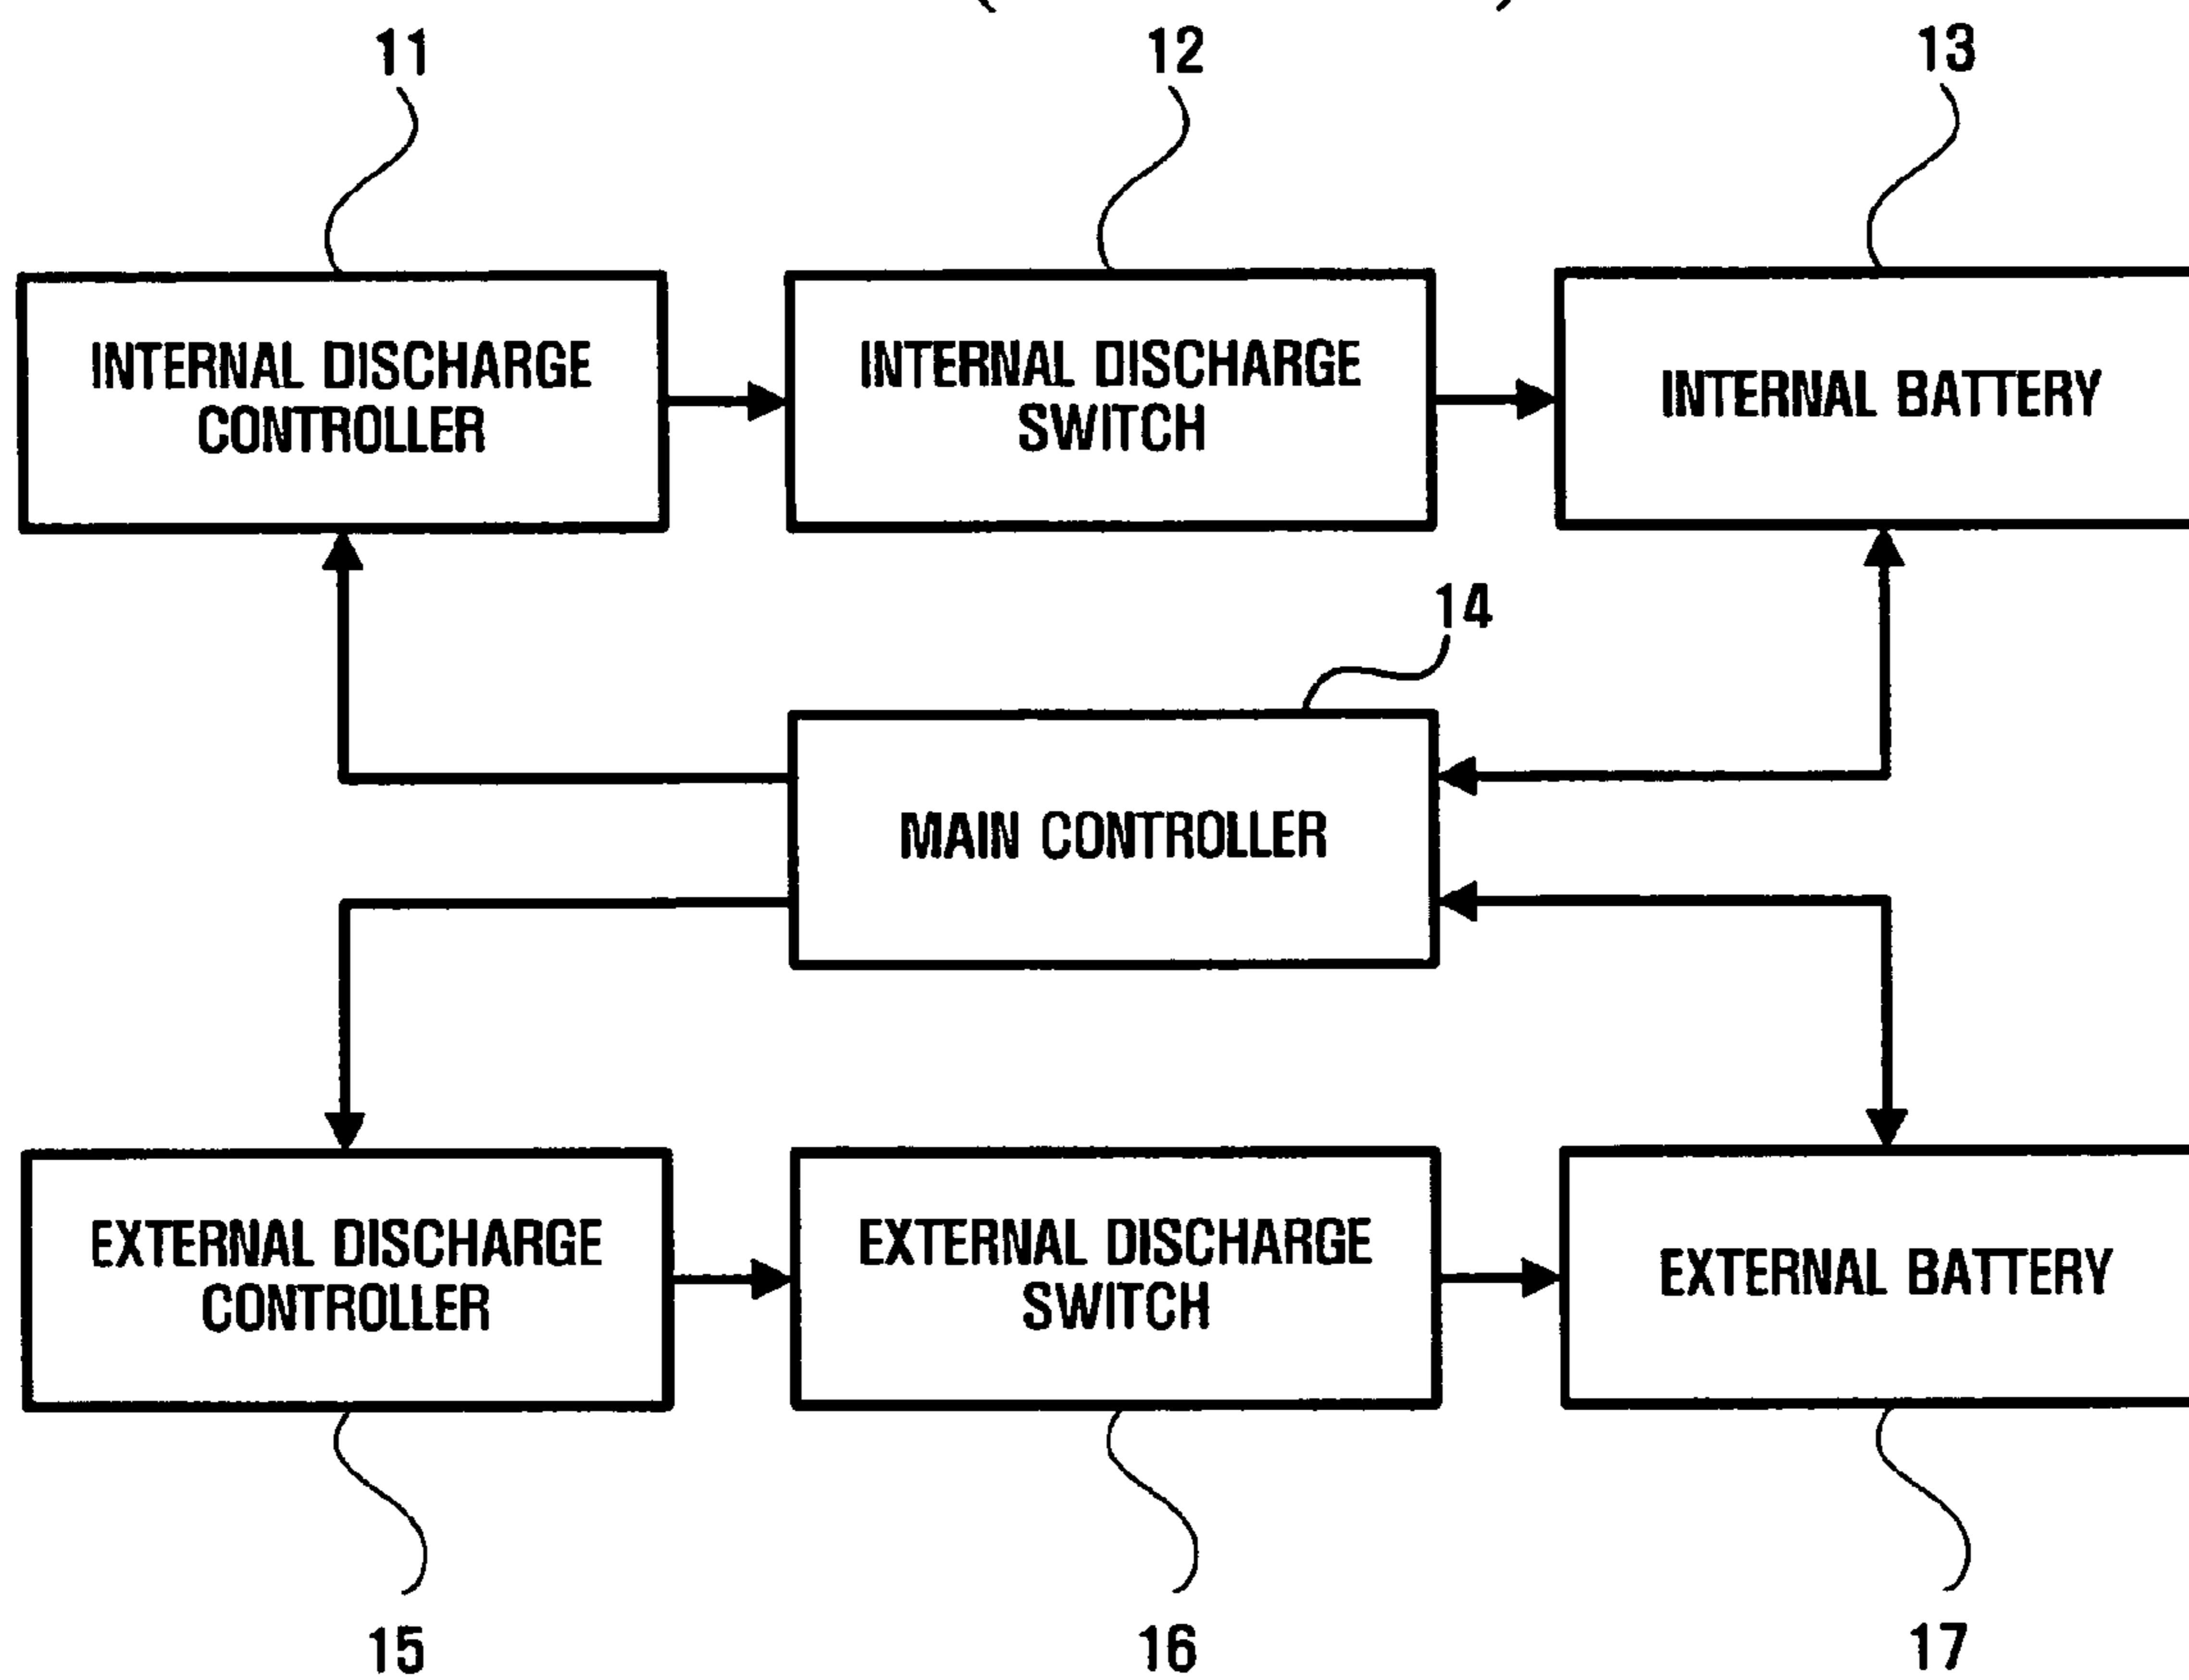 11
12
13
INTERNAL DISCHARGE
CONTROLLER
INTERNAL DISCHARGE
SWITCH
INTERNAL BATTERY
14
MAIN CONTROLLER
EXTERNAL DISCHARGE
CONTROLLER
EXTERNAL DISCHARGE
SWITCH
EXTERNAL BATTERY
15
16
17